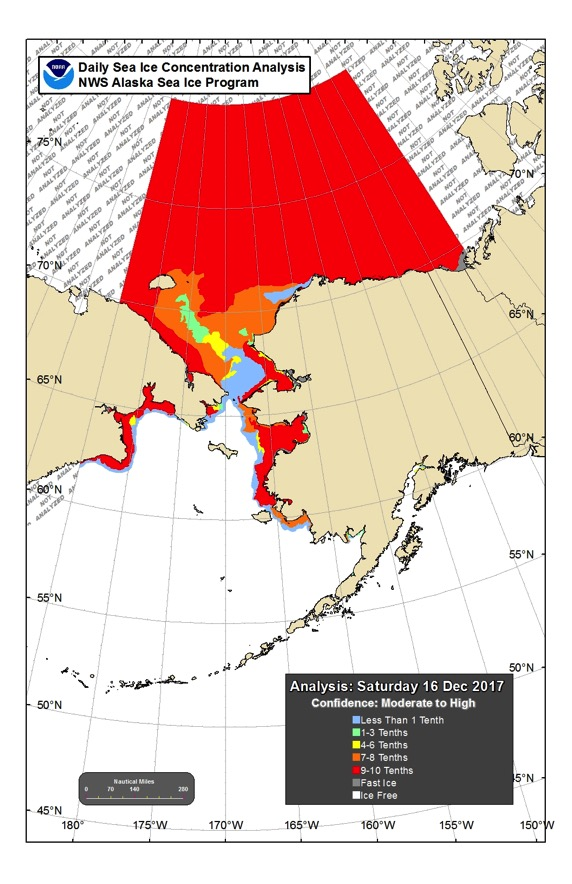 NOAA
Daily Sea Ice Concentration Analysis
NWS Alaska Sea Ice Program
NOT ANALYZED
75°N
70°N
65°N
60°N
55°N
50°N
45°N
70°N
65°N
60°N
55°N
50°N
45°N
Analysis: Saturday 16 Dec 2017
Confidence: Moderate to High
Less Than 1 Tenth
1-3 Tenths
4-6 Tenths
7-8 Tenths
9-10 Tenths
Fast Ice
Ice Free
Nautical Miles
0 70 140 280
180° 175°W 170°W 165°W 160°W 155°W 150°W